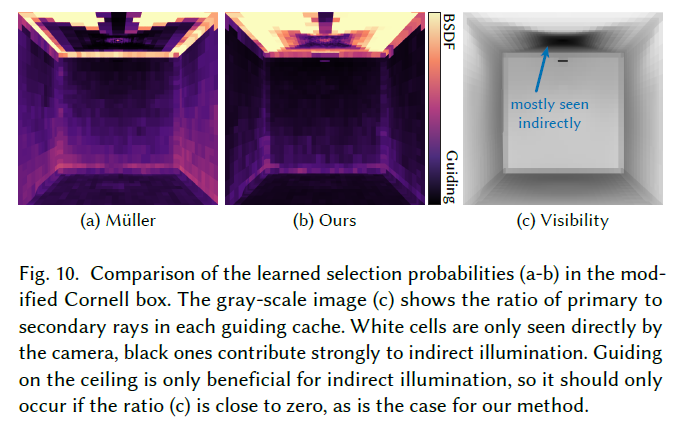 BSDF
Guiding
mostly seen
indirectly
(a) Müller
(b) Ours
(c) Visibility
Fig. 10. Comparison of the learned selection probabilities (a-b) in the mod-
ified Cornell box. The gray-scale image (c) shows the ratio of primary to
secondary rays in each guiding cache. White cells are only seen directly by
the camera, black ones contribute strongly to indirect illumination. Guiding
on the ceiling is only beneficial for indirect illumination, so it should only
occur if the ratio (c) is close to zero, as is the case for our method.